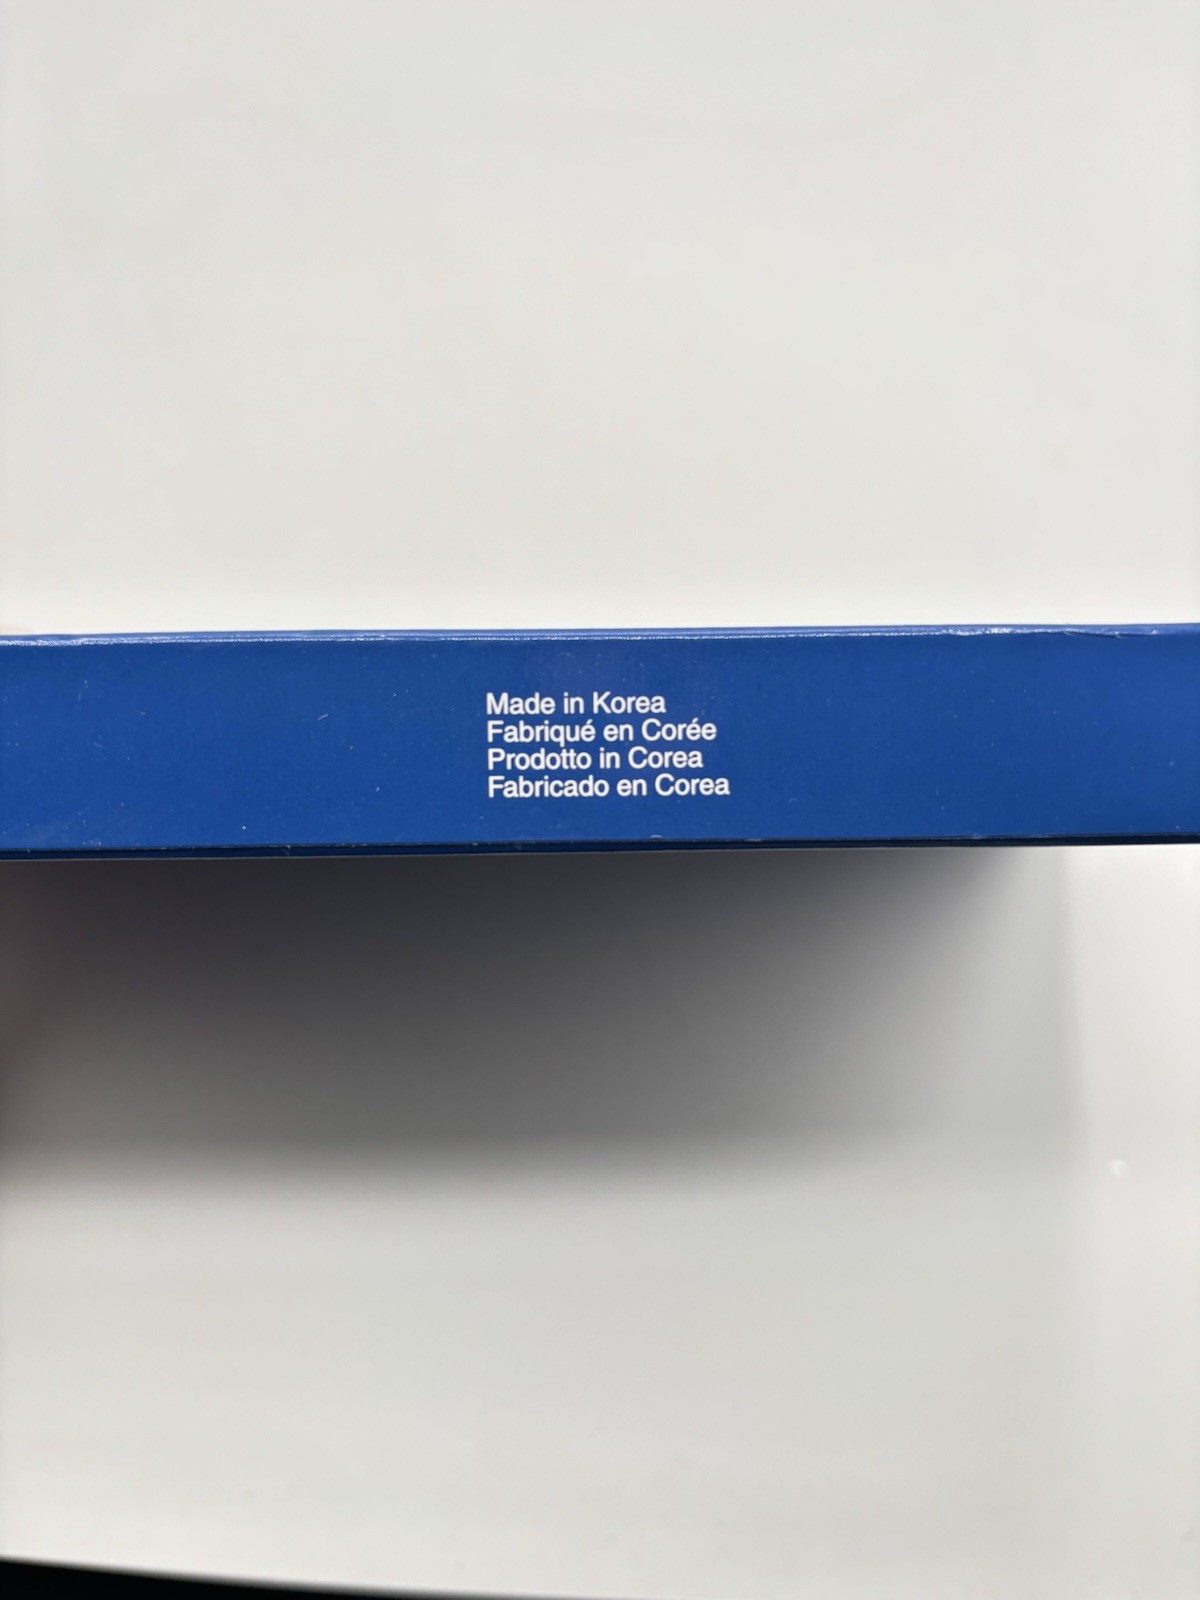 Made in Korea
Fabriqué en Corée
Prodotto in Corea
Fabricado en Corea